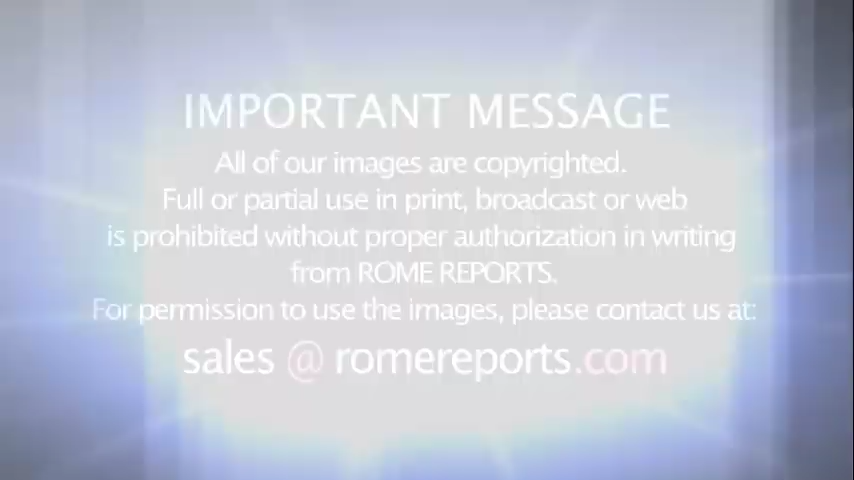 IMPORTANT MESSAGE
All of our images are copyrighted.
Full or partial use in print, broadcast or web
is prohibited without proper authorization in writing
from ROME REPORTS.
For permission to use the images, please contact us at:
sales @ romereports.com